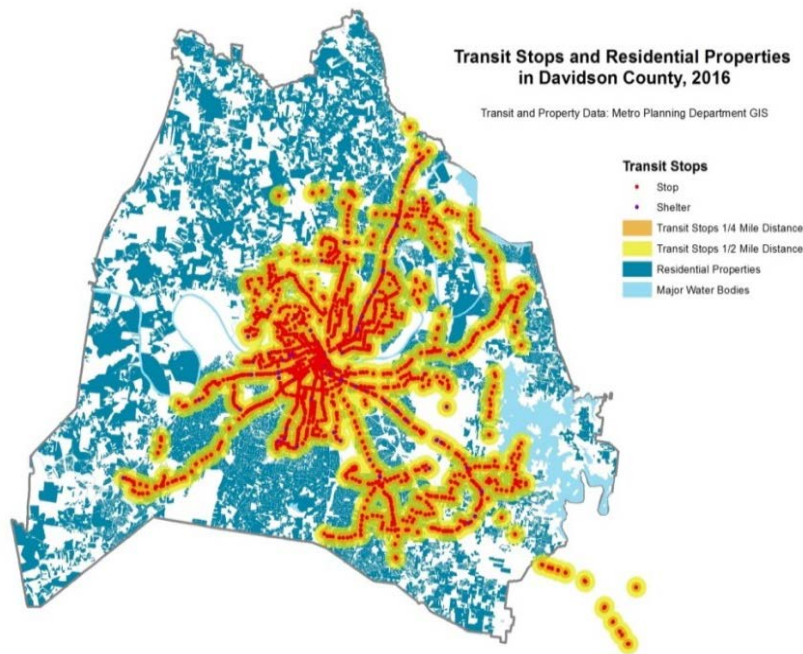 Transit Stops and Residential Properties
in Davidson County, 2016
Transit and Property Data: Metro Planning Department GIS
Transit Stops
Stop
Shelter
Transit Stops 1/4 Mile Distance
Transit Stops 1/2 Mile Distance
Residential Properties
Major Water Bodies